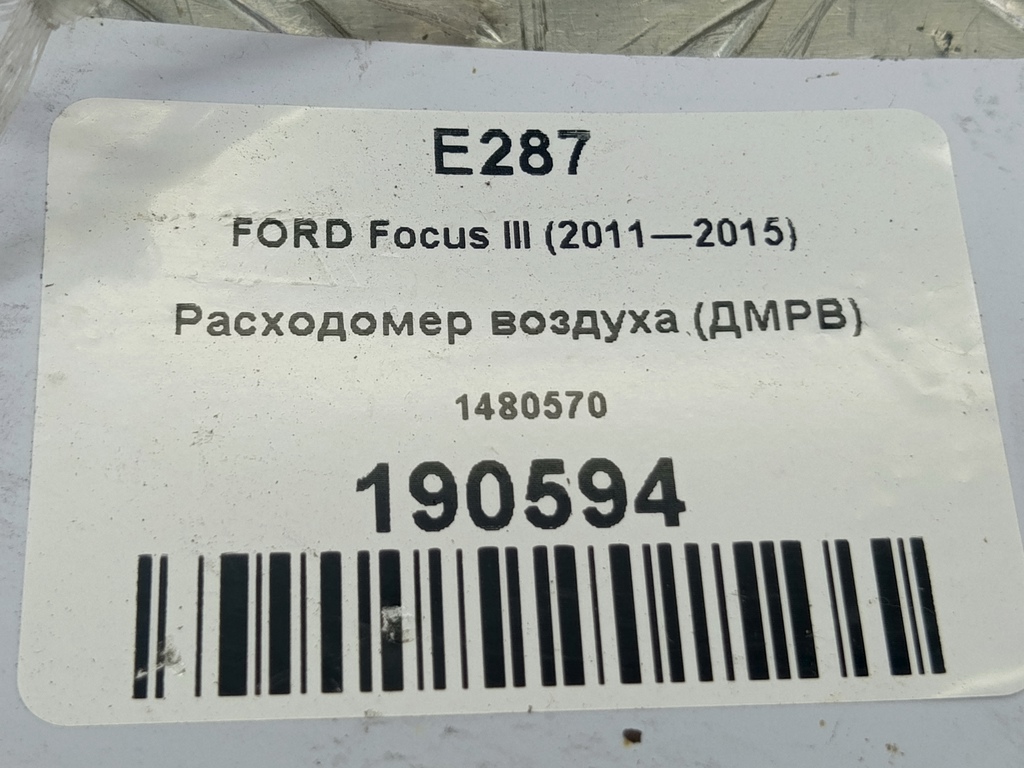 E287
FORD Focus III (2011—2015)
Расходомер воздуха (ДМРВ)
1480570
190594